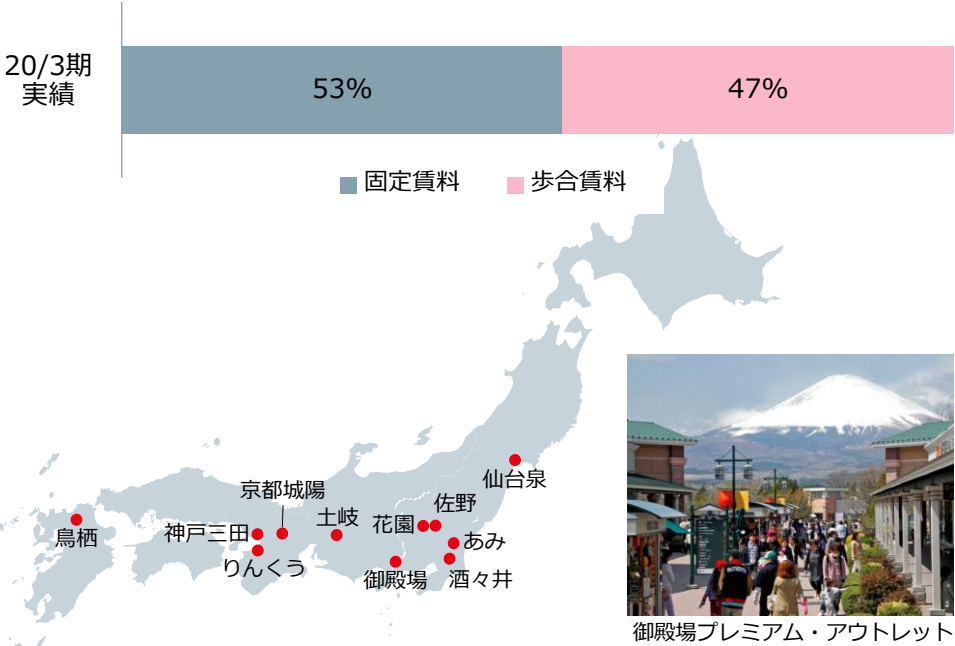 20/3期
実績
53%
47%
固定賃料
歩合賃料
仙台泉
佐野
花園
あみ
酒々井
御殿場
土岐
京都城陽
神戸三田
りんくう
鳥栖
御殿場プレミアム・アウトレット